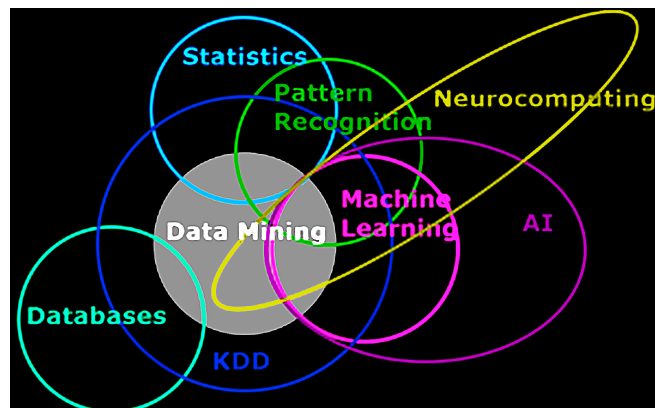 Statistics
Pattern
Recognition
Neurocomputing
Machine
Learning
AI
Data Mining
Databases
KDD